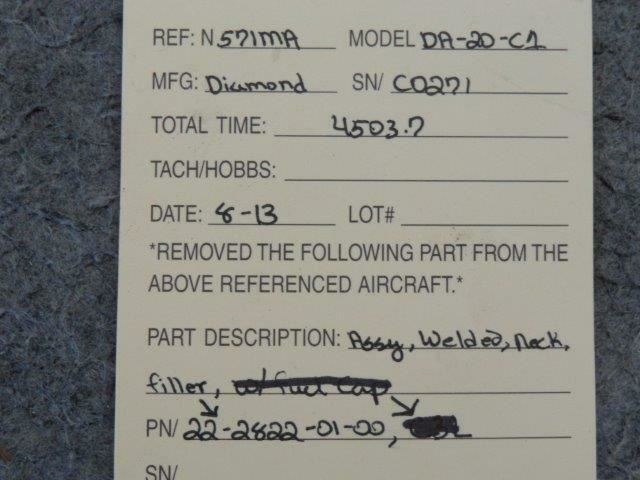 REF: N 571MA MODEL DA-20-C1
MFG: Diamond SN/ C0271
TOTAL TIME: 4503.7
TACH/HOBBS:
DATE: 8-13 LOT#
*REMOVED THE FOLLOWING PART FROM THE
ABOVE REFERENCED AIRCRAFT.*
PART DESCRIPTION: Assy, Welded, Neck,
filler, w/ fuel Cap
PN/ 22-2822-01-00,
SN/